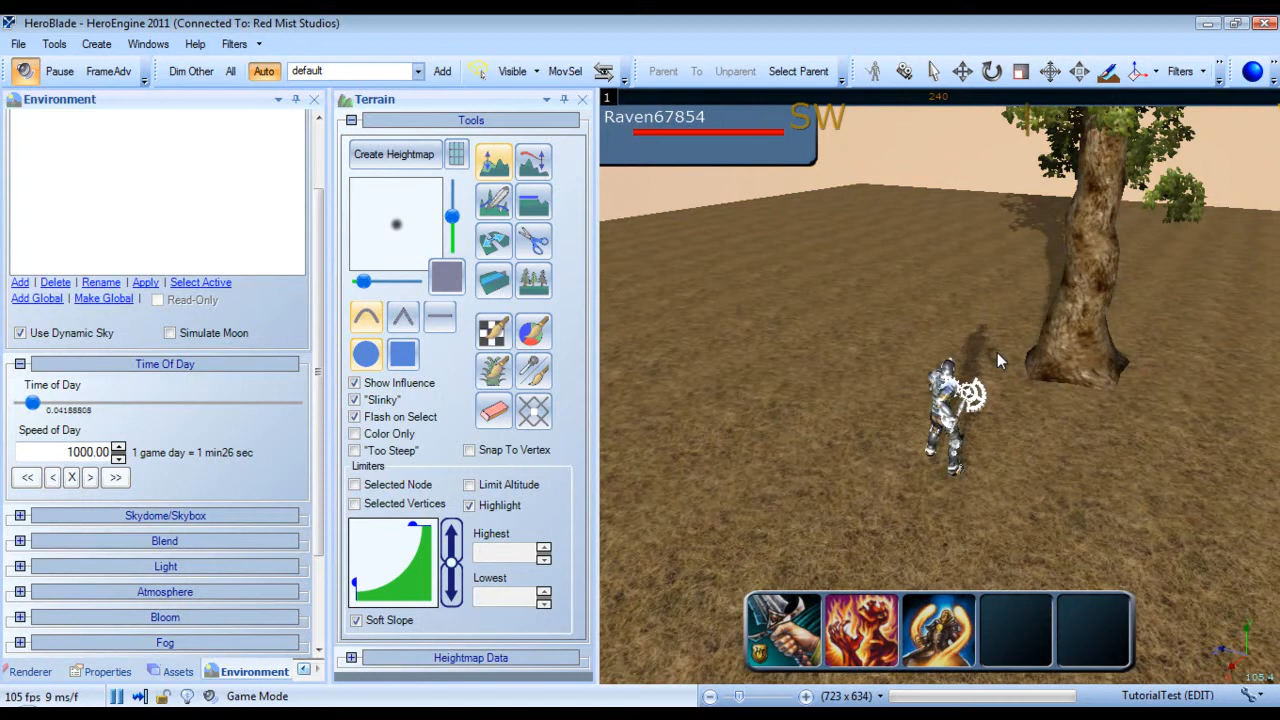 HeroBlade - HeroEngine 2011 (Connected To: Red Mist Studios)
File Tools Create Windows Help Filters
Pause FrameAdv Dim Other All Auto default Add Visible MovSel Parent To Unparent Select Parent Filters
Environment
Add | Delete | Rename | Apply | Select Active
Add Global | Make Global | Read-Only
Use Dynamic Sky Simulate Moon
Time Of Day
Time of Day
0.04188805
Speed of Day
1000.00 1 game day = 1 min26 sec
<< < X > >>
Skydome/Skybox
Blend
Light
Atmosphere
Bloom
Fog
Renderer Properties Assets Environment
Terrain
Tools
Create Heightmap
Show Influence
"Slinky"
Flash on Select
Color Only
"Too Steep" Snap To Vertex
Limiters
Selected Node Limit Altitude
Selected Vertices Highlight
Highest
Lowest
Soft Slope
Heightmap Data
1 240
Raven67854 SW
105.4
105 fps 9 ms/f Game Mode (723 x 634) TutorialTest (EDIT)